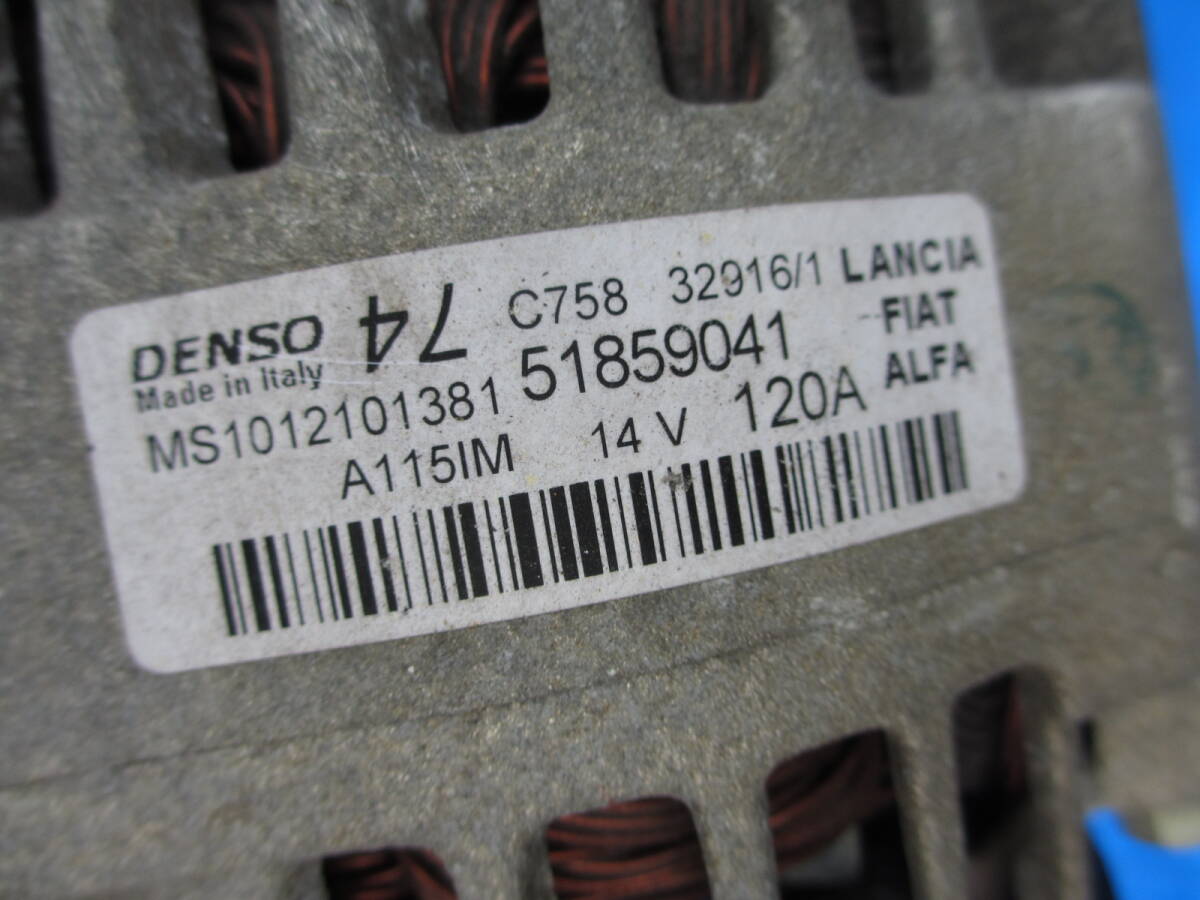 DENSO 74 C758 32916/1 LANCIA
Made in Italy 51859041 FIAT
MS1012101381 120A ALFA
A115IM 14 V